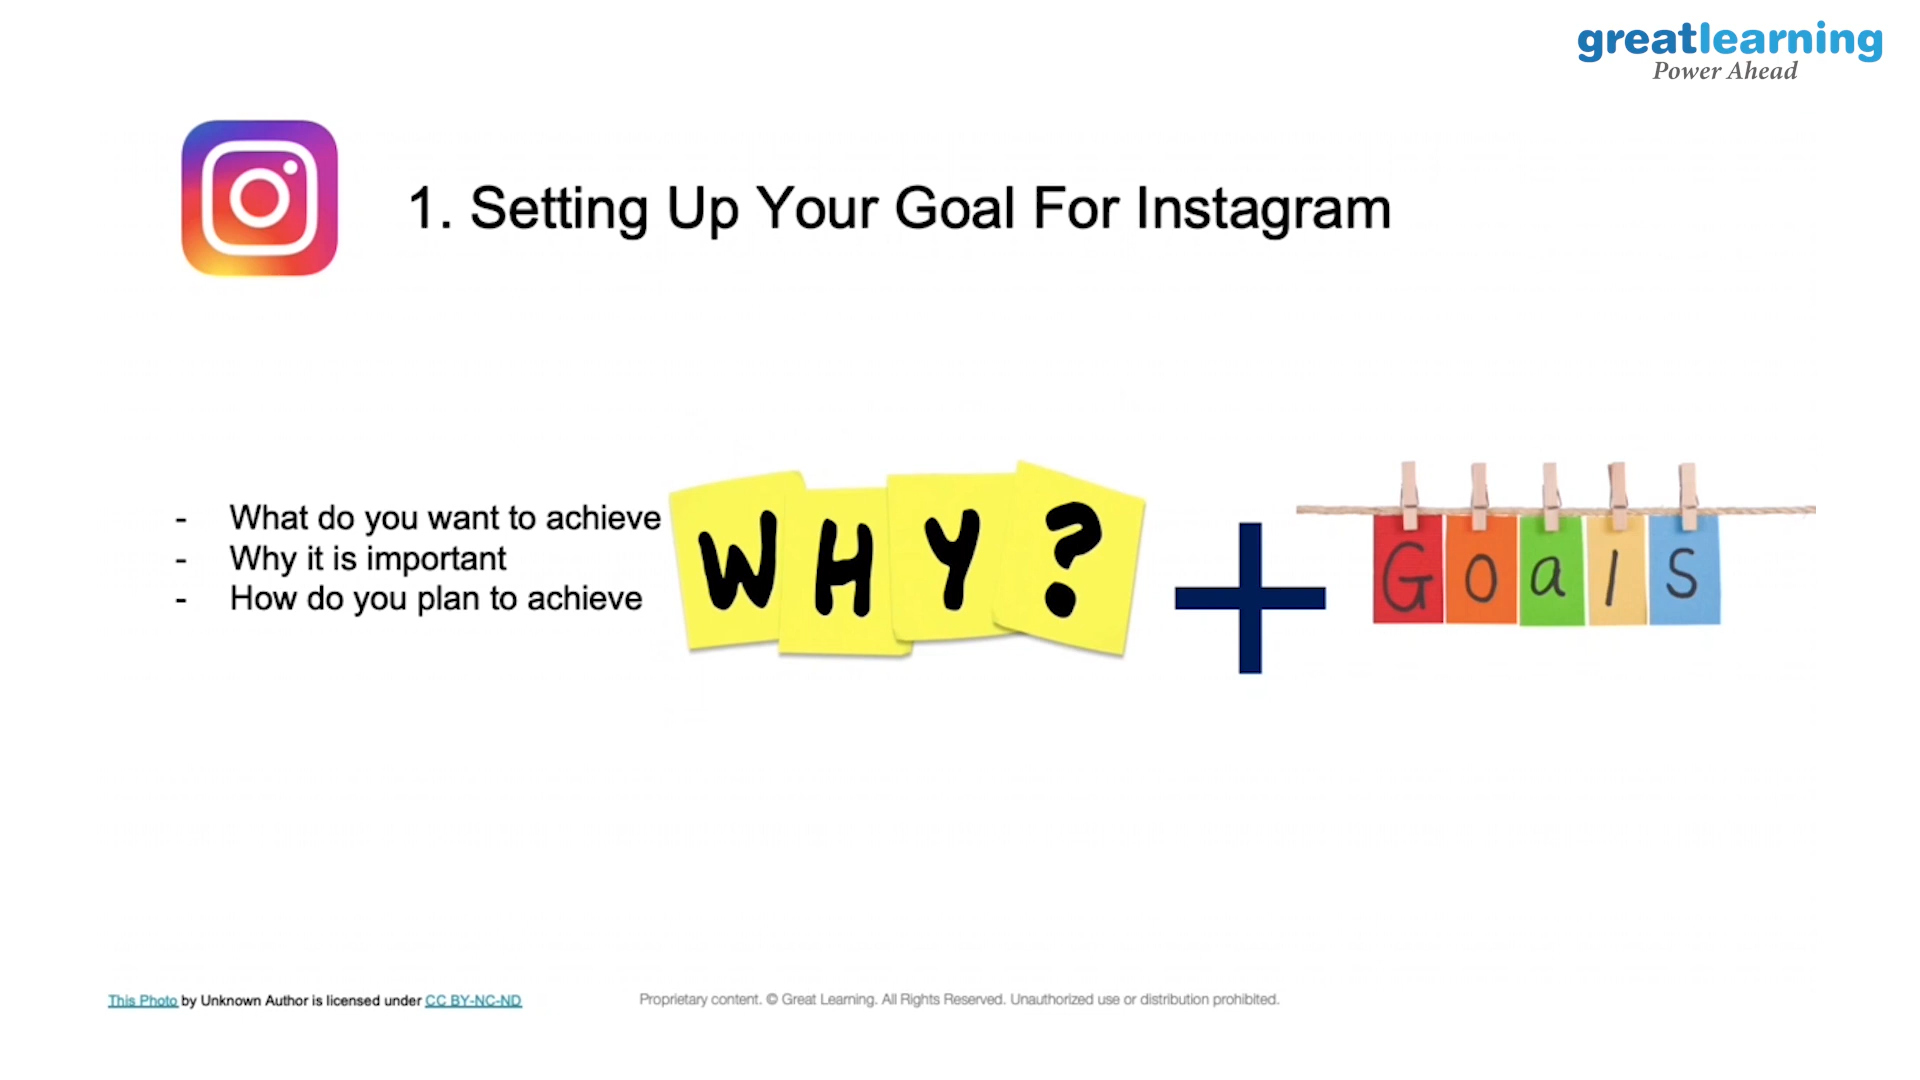 greatlearning
Power Ahead
1. Setting Up Your Goal For Instagram
- What do you want to achieve
- Why it is important
- How do you plan to achieve
WHY?
Goals
This Photo by Unknown Author is licensed under CC BY-NC-ND
Proprietary content. © Great Learning. All Rights Reserved. Unauthorized use or distribution prohibited.